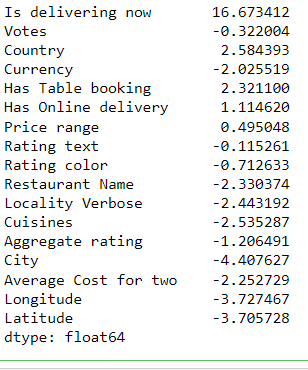 Is delivering now 16.673412
Votes -0.322004
Country 2.584393
Currency -2.025519
Has Table booking 2.321100
Has Online delivery 1.114620
Price range 0.495048
Rating text -0.115261
Rating color -0.712633
Restaurant Name -2.330374
Locality Verbose -2.443192
Cuisines -2.535287
Aggregate rating -1.206491
City -4.407627
Average Cost for two -2.252729
Longitude -3.727467
Latitude -3.705728
dtype: float64